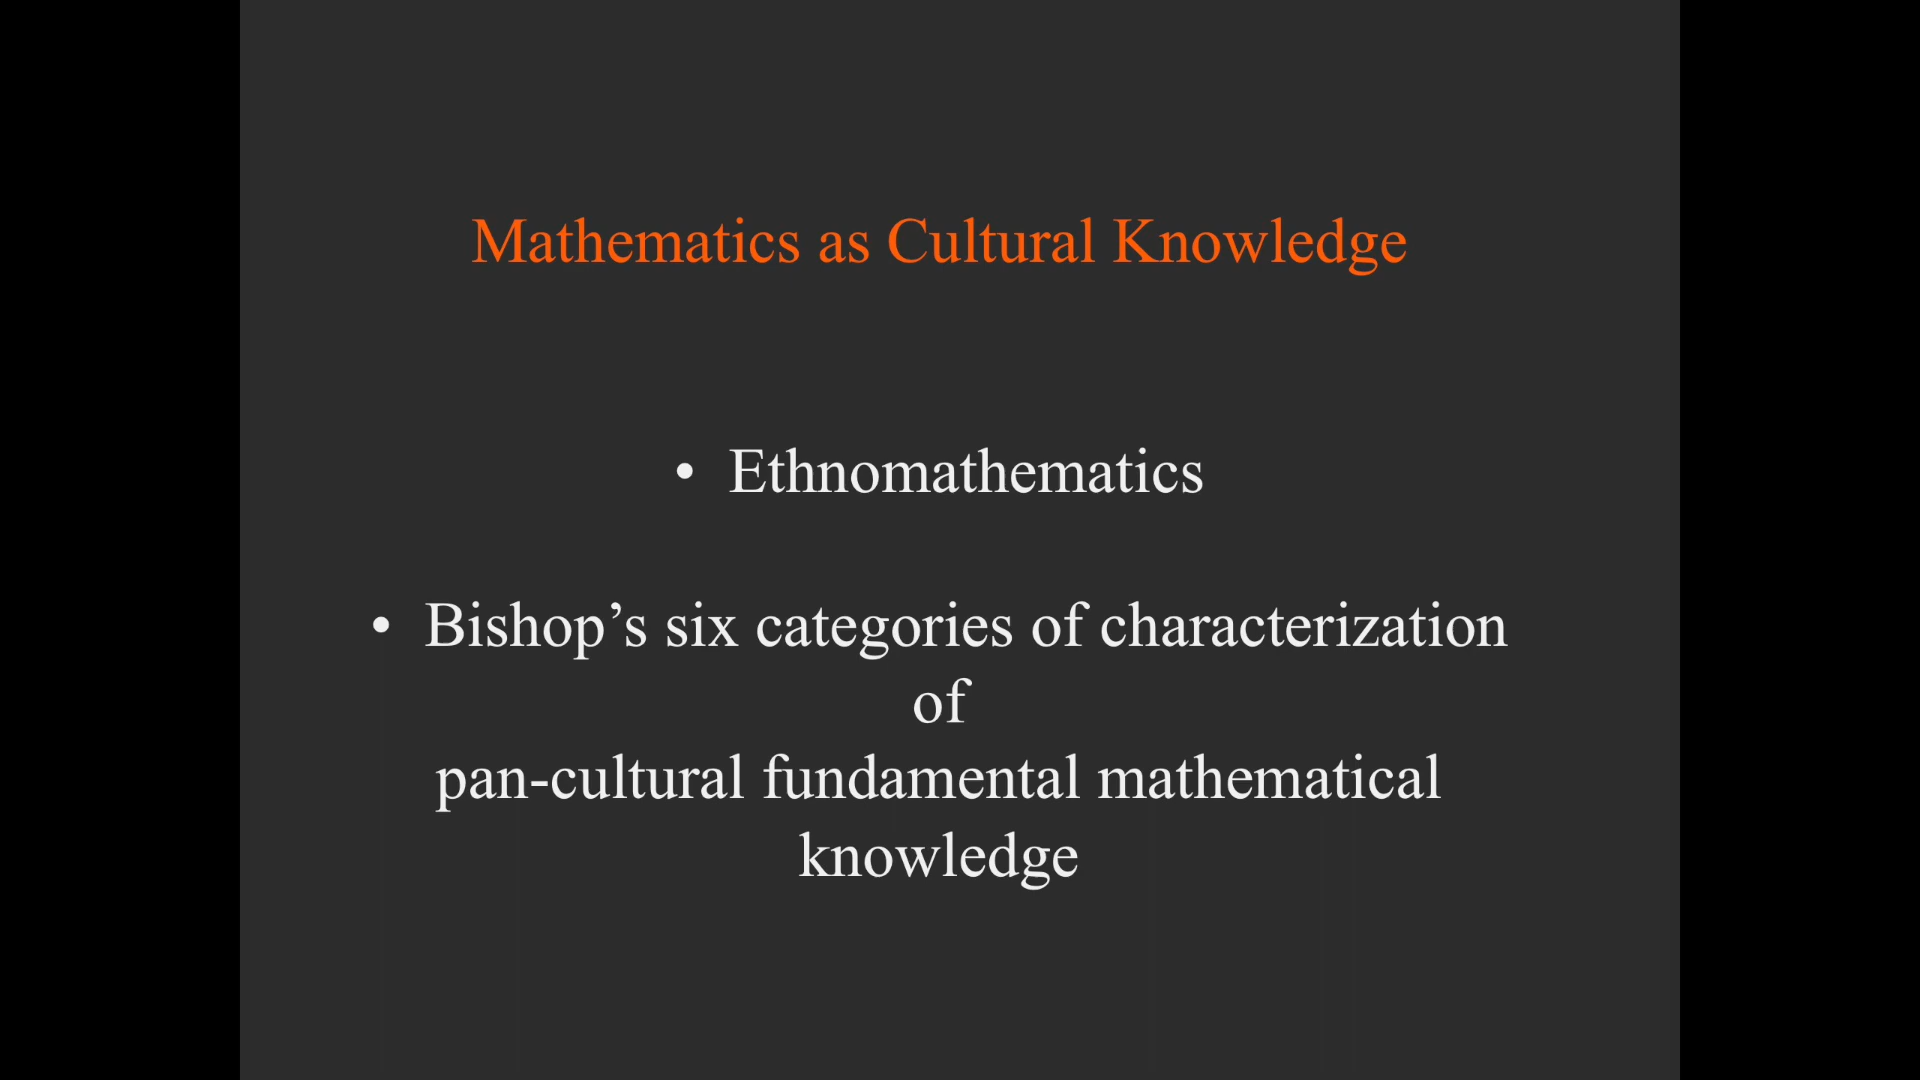 Mathematics as Cultural Knowledge
• Ethnomathematics
• Bishop’s six categories of characterization
of
pan-cultural fundamental mathematical
knowledge